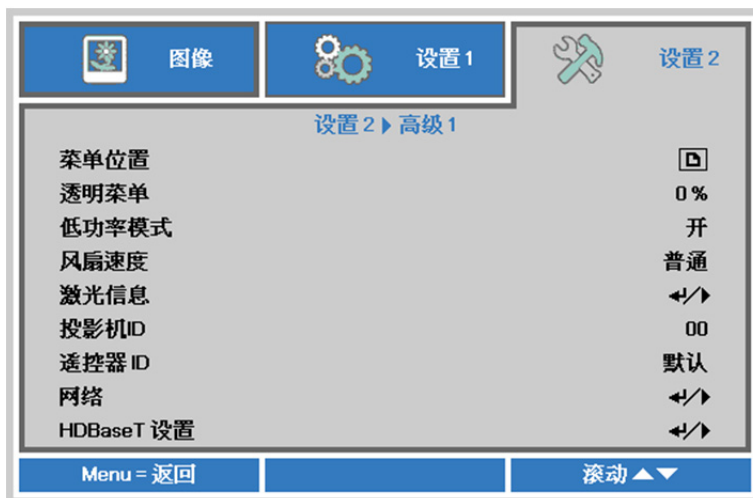 图像 设置 1 设置 2
设置 2 ▶ 高级 1
菜单位置
透明菜单 0 %
低功率模式 开
风扇速度 普通
激光信息 ↵/▶
投影机ID 00
遥控器 ID 默认
网络 ↵/▶
HDBaseT 设置 ↵/▶
Menu = 返回 滚动 ▲▼